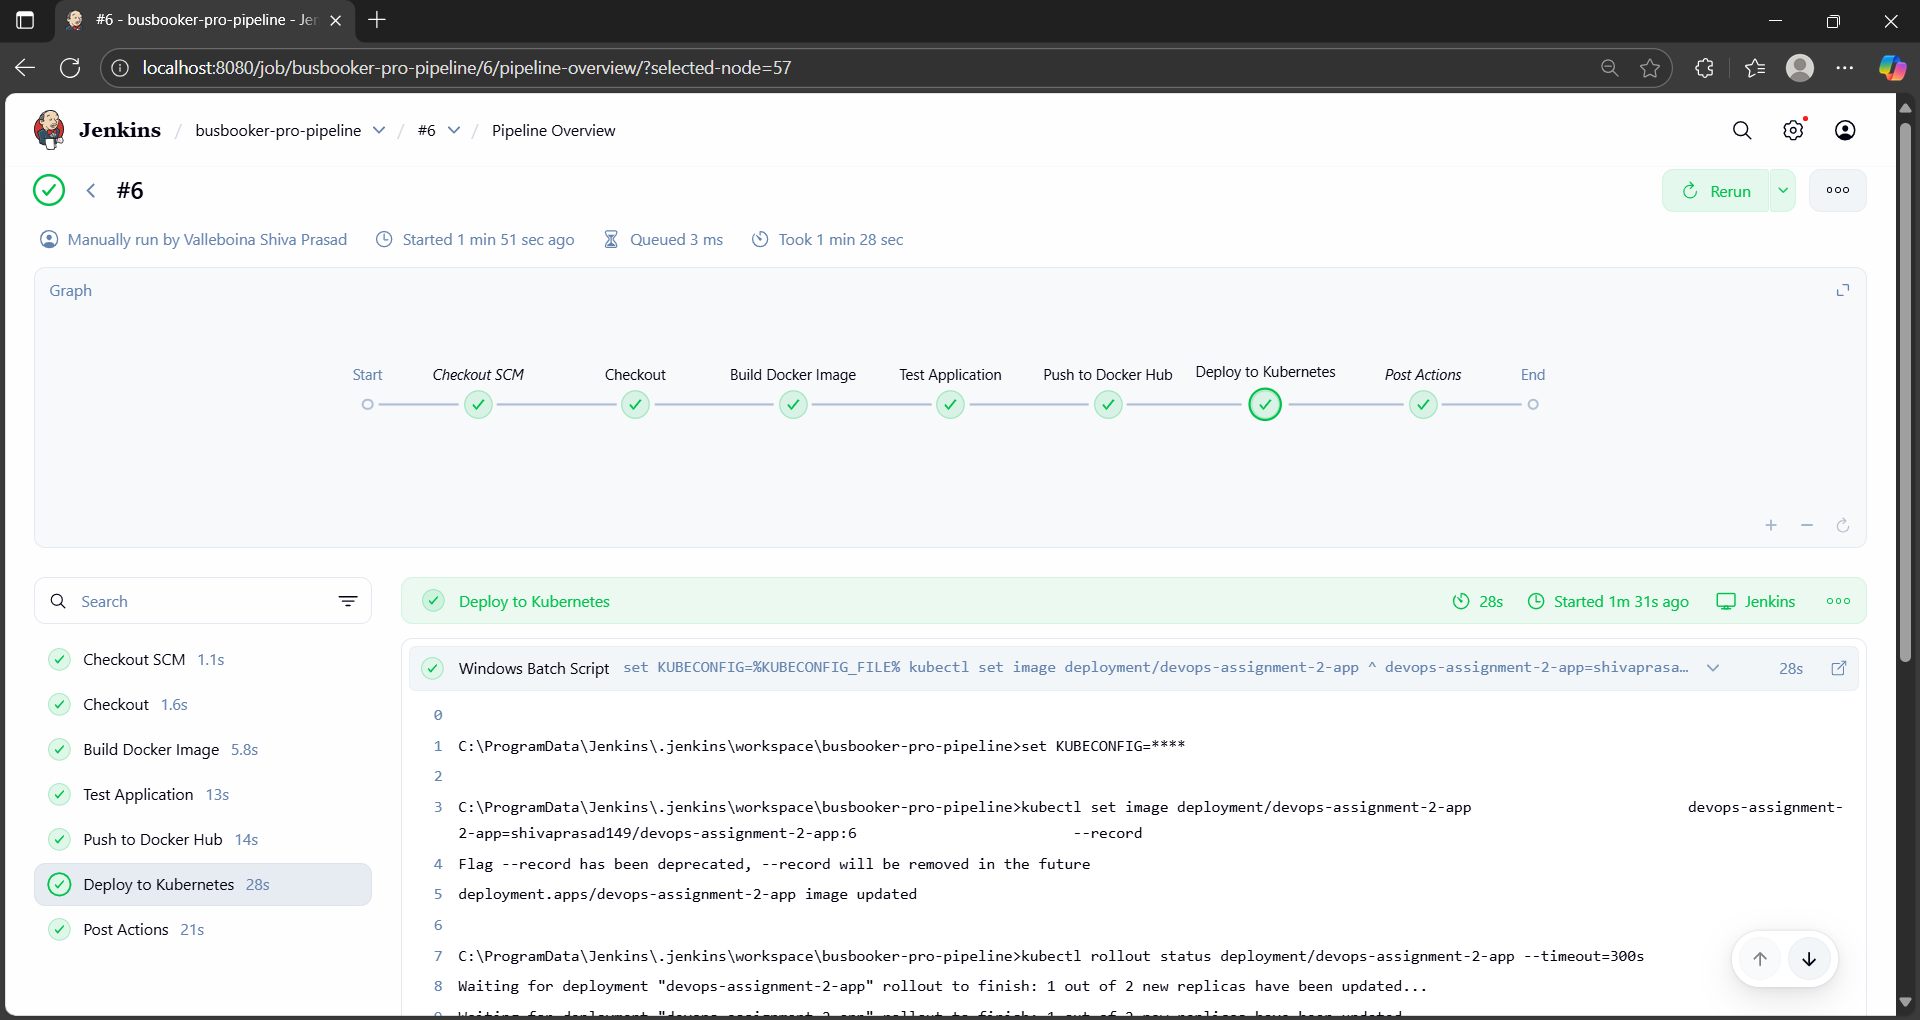 #6 - busbooker-pro-pipeline - Je
localhost:8080/job/busbooker-pro-pipeline/6/pipeline-overview/?selected-node=57
Jenkins / busbooker-pro-pipeline / #6 / Pipeline Overview
#6
Rerun
Manually run by Valleboina Shiva Prasad Started 1 min 51 sec ago Queued 3 ms Took 1 min 28 sec
Graph
Start Checkout SCM Checkout Build Docker Image Test Application Push to Docker Hub Deploy to Kubernetes Post Actions End
Search
Checkout SCM 1.1s
Checkout 1.6s
Build Docker Image 5.8s
Test Application 13s
Push to Docker Hub 14s
Deploy to Kubernetes 28s
Post Actions 21s
Deploy to Kubernetes 28s Started 1m 31s ago Jenkins
Windows Batch Script set KUBECONFIG=%KUBECONFIG_FILE% kubectl set image deployment/devops-assignment-2-app ^ devops-assignment-2-app=shivaprasa… 28s
0
1 C:\ProgramData\Jenkins\.jenkins\workspace\busbooker-pro-pipeline>set KUBECONFIG=****
2
3 C:\ProgramData\Jenkins\.jenkins\workspace\busbooker-pro-pipeline>kubectl set image deployment/devops-assignment-2-app devops-assignment-
2-app=shivaprasad149/devops-assignment-2-app:6 --record
4 Flag --record has been deprecated, --record will be removed in the future
5 deployment.apps/devops-assignment-2-app image updated
6
7 C:\ProgramData\Jenkins\.jenkins\workspace\busbooker-pro-pipeline>kubectl rollout status deployment/devops-assignment-2-app --timeout=300s
8 Waiting for deployment "devops-assignment-2-app" rollout to finish: 1 out of 2 new replicas have been updated...